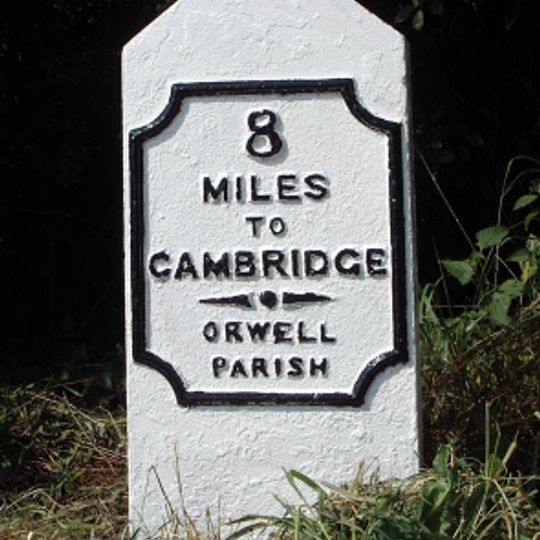 8
MILES
TO
CAMBRIDGE
ORWELL
PARISH